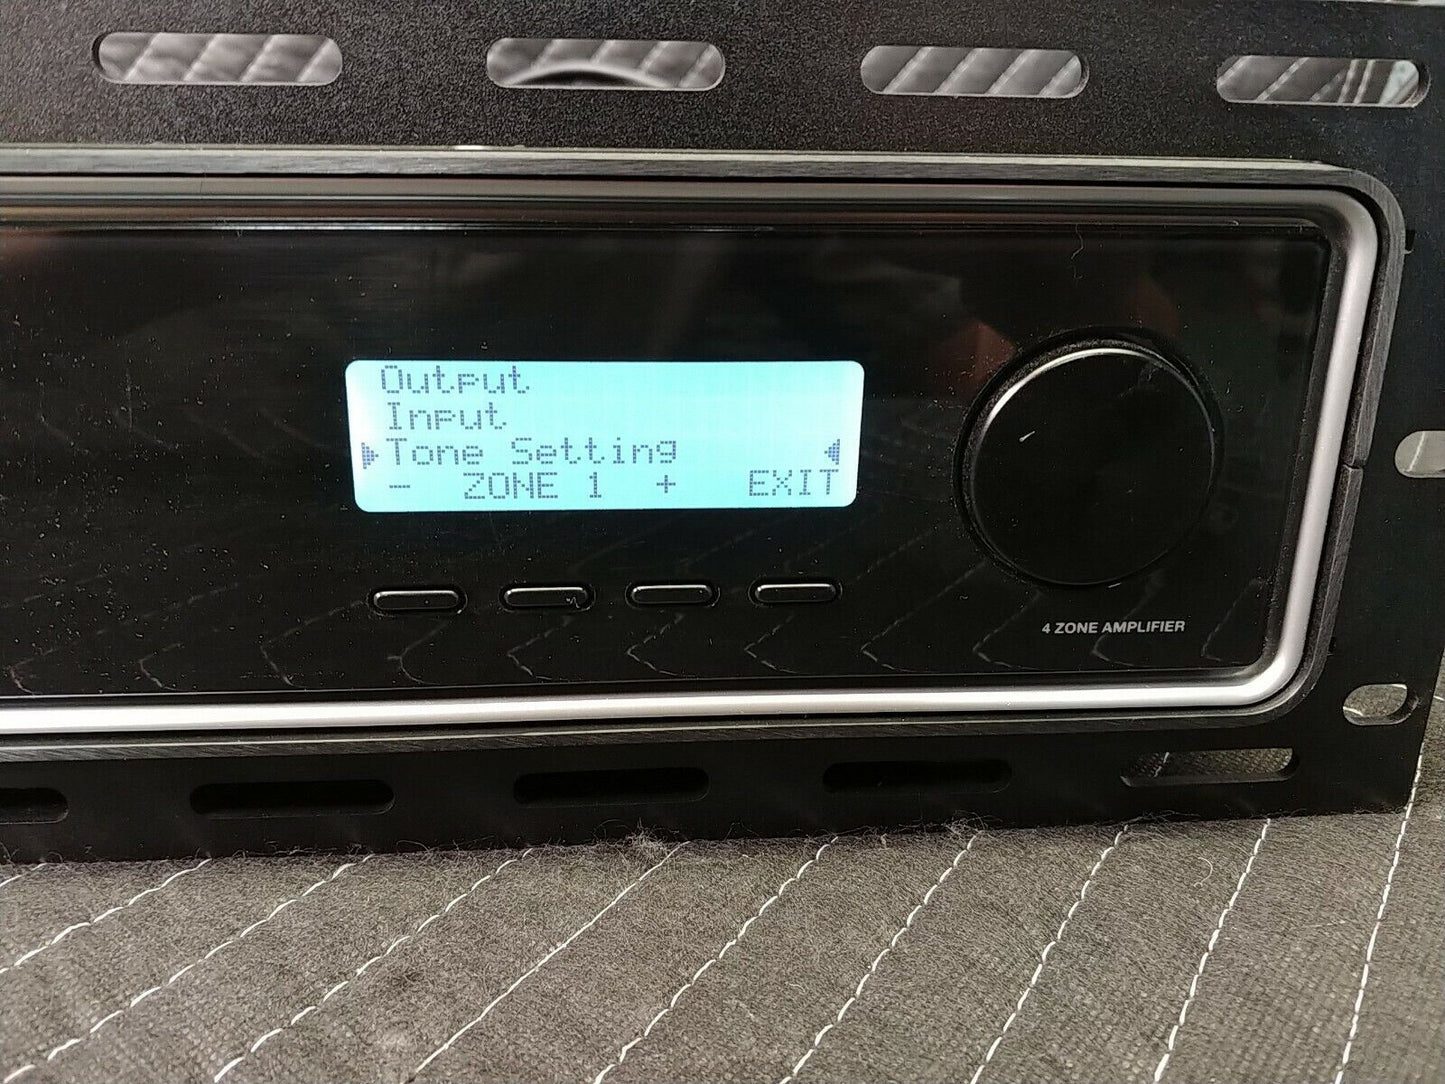 Output
Input
Tone Setting
- ZONE 1 + EXIT
4 ZONE AMPLIFIER